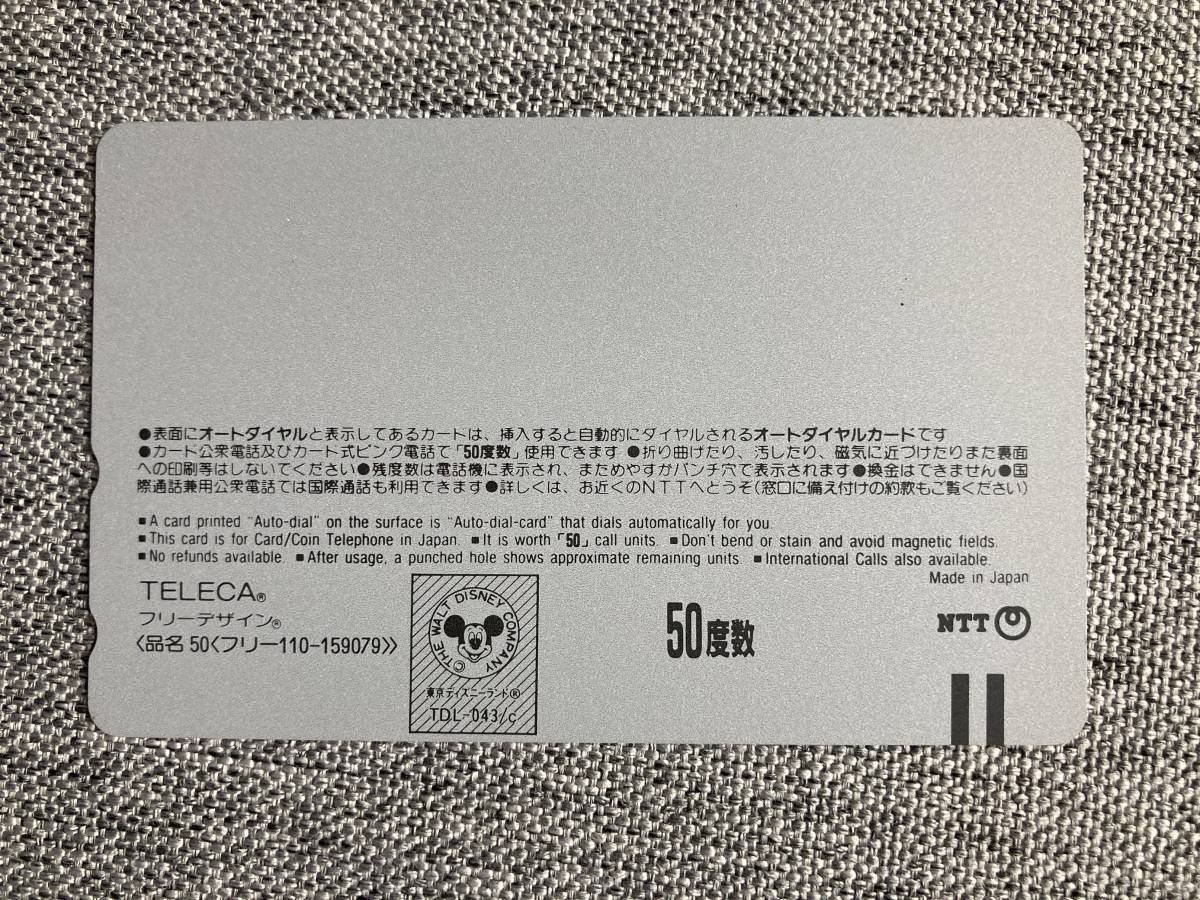 ●表面にオートダイヤルと表示してあるカードは、挿入すると自動的にダイヤルされるオートダイヤルカードです
●カード公衆電話及びカード式ピンク電話で「50度数」使用できます ●折り曲げたり、汚したり、磁気に近づけたりまた裏面
への印刷等はしないでください●残度数は電話機に表示され、まためやすがパンチ穴で表示されます●換金はできません●国
際通話兼用公衆電話では国際通話も利用できます●詳しくは、お近くのNTTへどうぞ(窓口に備え付けの約款もご覧ください)
■A card printed “Auto-dial” on the surface is “Auto-dial-card” that dials automatically for you.
■This card is for Card/Coin Telephone in Japan. ■It is worth「50」call units. ■Don't bend or stain and avoid magnetic fields.
■No refunds available. ■After usage, a punched hole shows approximate remaining units. ■International Calls also available.
Made in Japan
TELECA®
フリーデザイン®
〈品名 50〈フリー110-159079〉〉
©THE WALT DISNEY COMPANY
東京ディズニーランド®
TDL-043/c
50度数
NTT